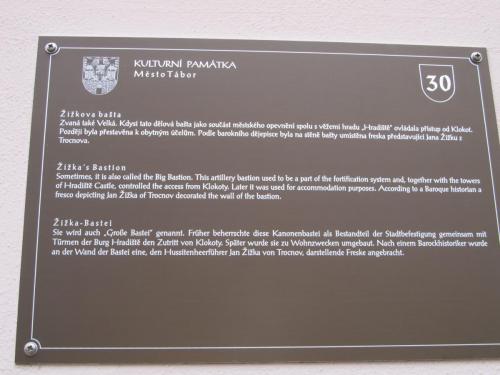 KULTURNÍ PAMÁTKA
Město Tábor
30
Žižkova bašta
Zvaná také Velká. Kdysi tato dělová bašta jako součást městského opevnění spolu s věžemi hradu „Hradiště" ovládala přístup od Klokot.
Později byla přestavěna k obytným účelům. Podle barokního dějepisce byla na stěnu bašty umístěna freska představující Jana Žižku z
Trocnova.
Žižka's Bastion
Sometimes, it is also called the Big Bastion. This artillery bastion used to be a part of the fortification system and, together with the towers
of Hradiště Castle, controlled the access from Klokoty. Later it was used for accommodation purposes. According to a Baroque historian a
fresco depicting Jan Žižka of Trocnov decorated the wall of the bastion.
Žižka-Bastei
Sie wird auch „Große Bastei" genannt. Früher beherrschte diese Kanonenbastei als Bestandteil der Stadtbefestigung gemeinsam mit
Türmen der Burg Hradiště den Zutritt von Klokoty. Später wurde sie zu Wohnzwecken umgebaut. Nach einem Barockhistoriker wurde
an der Wand der Bastei eine, den Hussitenheerführer Jan Žižka von Trocnov, darstellende Freske angebracht.